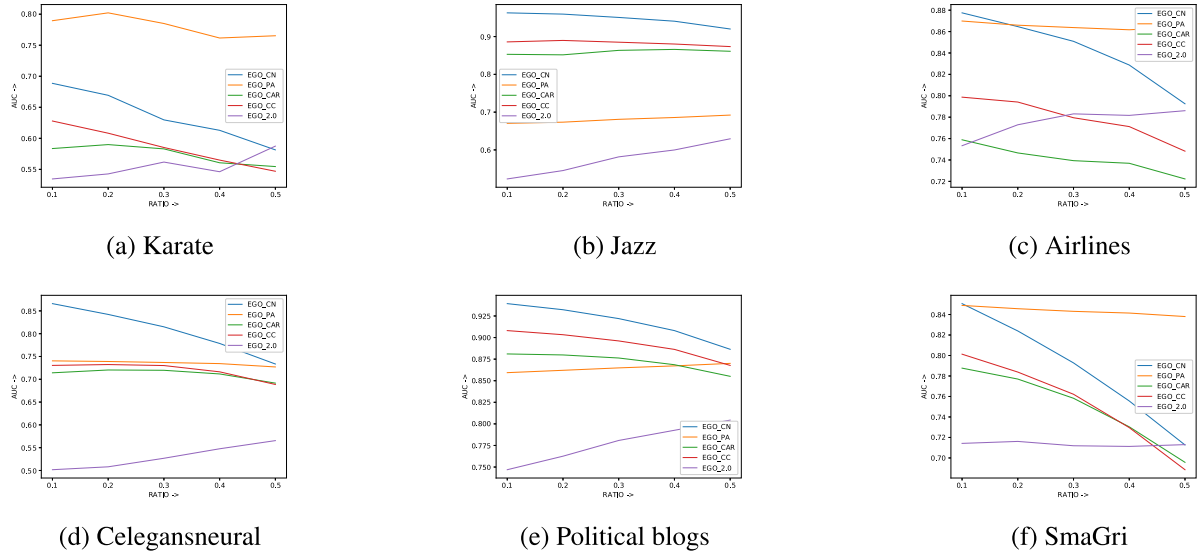 0.80
0.75
0.70
0.65
0.60
0.55
AUC ->
EGO_CN
EGO_PA
EGO_CAR
EGO_CC
EGO_2.0
0.1 0.2 0.3 0.4 0.5
RATIO ->
(a) Karate
0.9
0.8
0.7
0.6
AUC ->
EGO_CN
EGO_PA
EGO_CAR
EGO_CC
EGO_2.0
0.1 0.2 0.3 0.4 0.5
RATIO ->
(b) Jazz
0.88
0.86
0.84
0.82
0.80
0.78
0.76
0.74
0.72
AUC ->
EGO_CN
EGO_PA
EGO_CAR
EGO_CC
EGO_2.0
0.1 0.2 0.3 0.4 0.5
RATIO ->
(c) Airlines
0.85
0.80
0.75
0.70
0.65
0.60
0.55
0.50
AUC ->
EGO_CN
EGO_PA
EGO_CAR
EGO_CC
EGO_2.0
0.1 0.2 0.3 0.4 0.5
RATIO ->
(d) Celegansneural
0.925
0.900
0.875
0.850
0.825
0.800
0.775
0.750
AUC ->
EGO_CN
EGO_PA
EGO_CAR
EGO_CC
EGO_2.0
0.1 0.2 0.3 0.4 0.5
RATIO ->
(e) Political blogs
0.84
0.82
0.80
0.78
0.76
0.74
0.72
0.70
AUC ->
EGO_CN
EGO_PA
EGO_CAR
EGO_CC
EGO_2.0
0.1 0.2 0.3 0.4 0.5
RATIO ->
(f) SmaGri